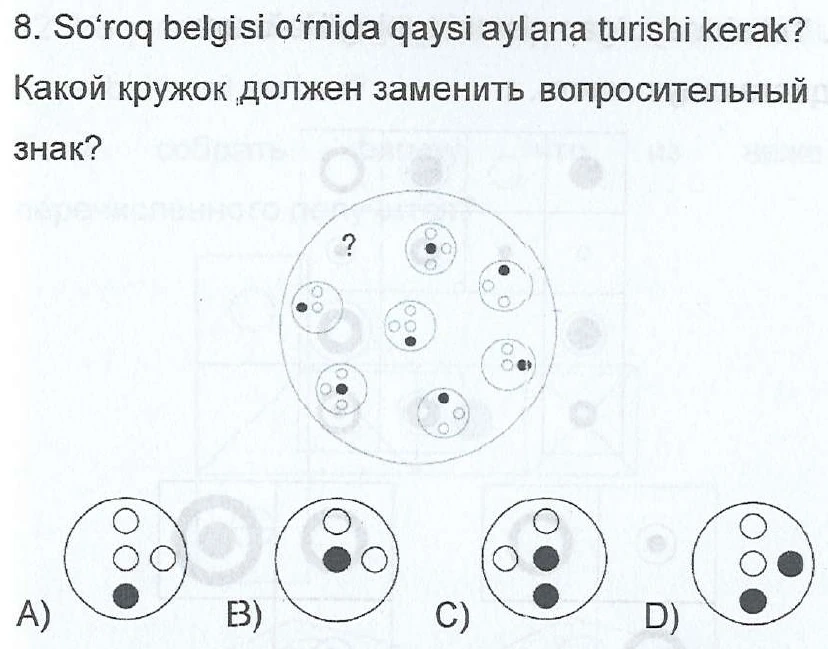 8. So‘roq belgisi o‘rnida qaysi aylana turishi kerak?
Какой кружок должен заменить вопросительный
знак?
?
A) B) C) D)